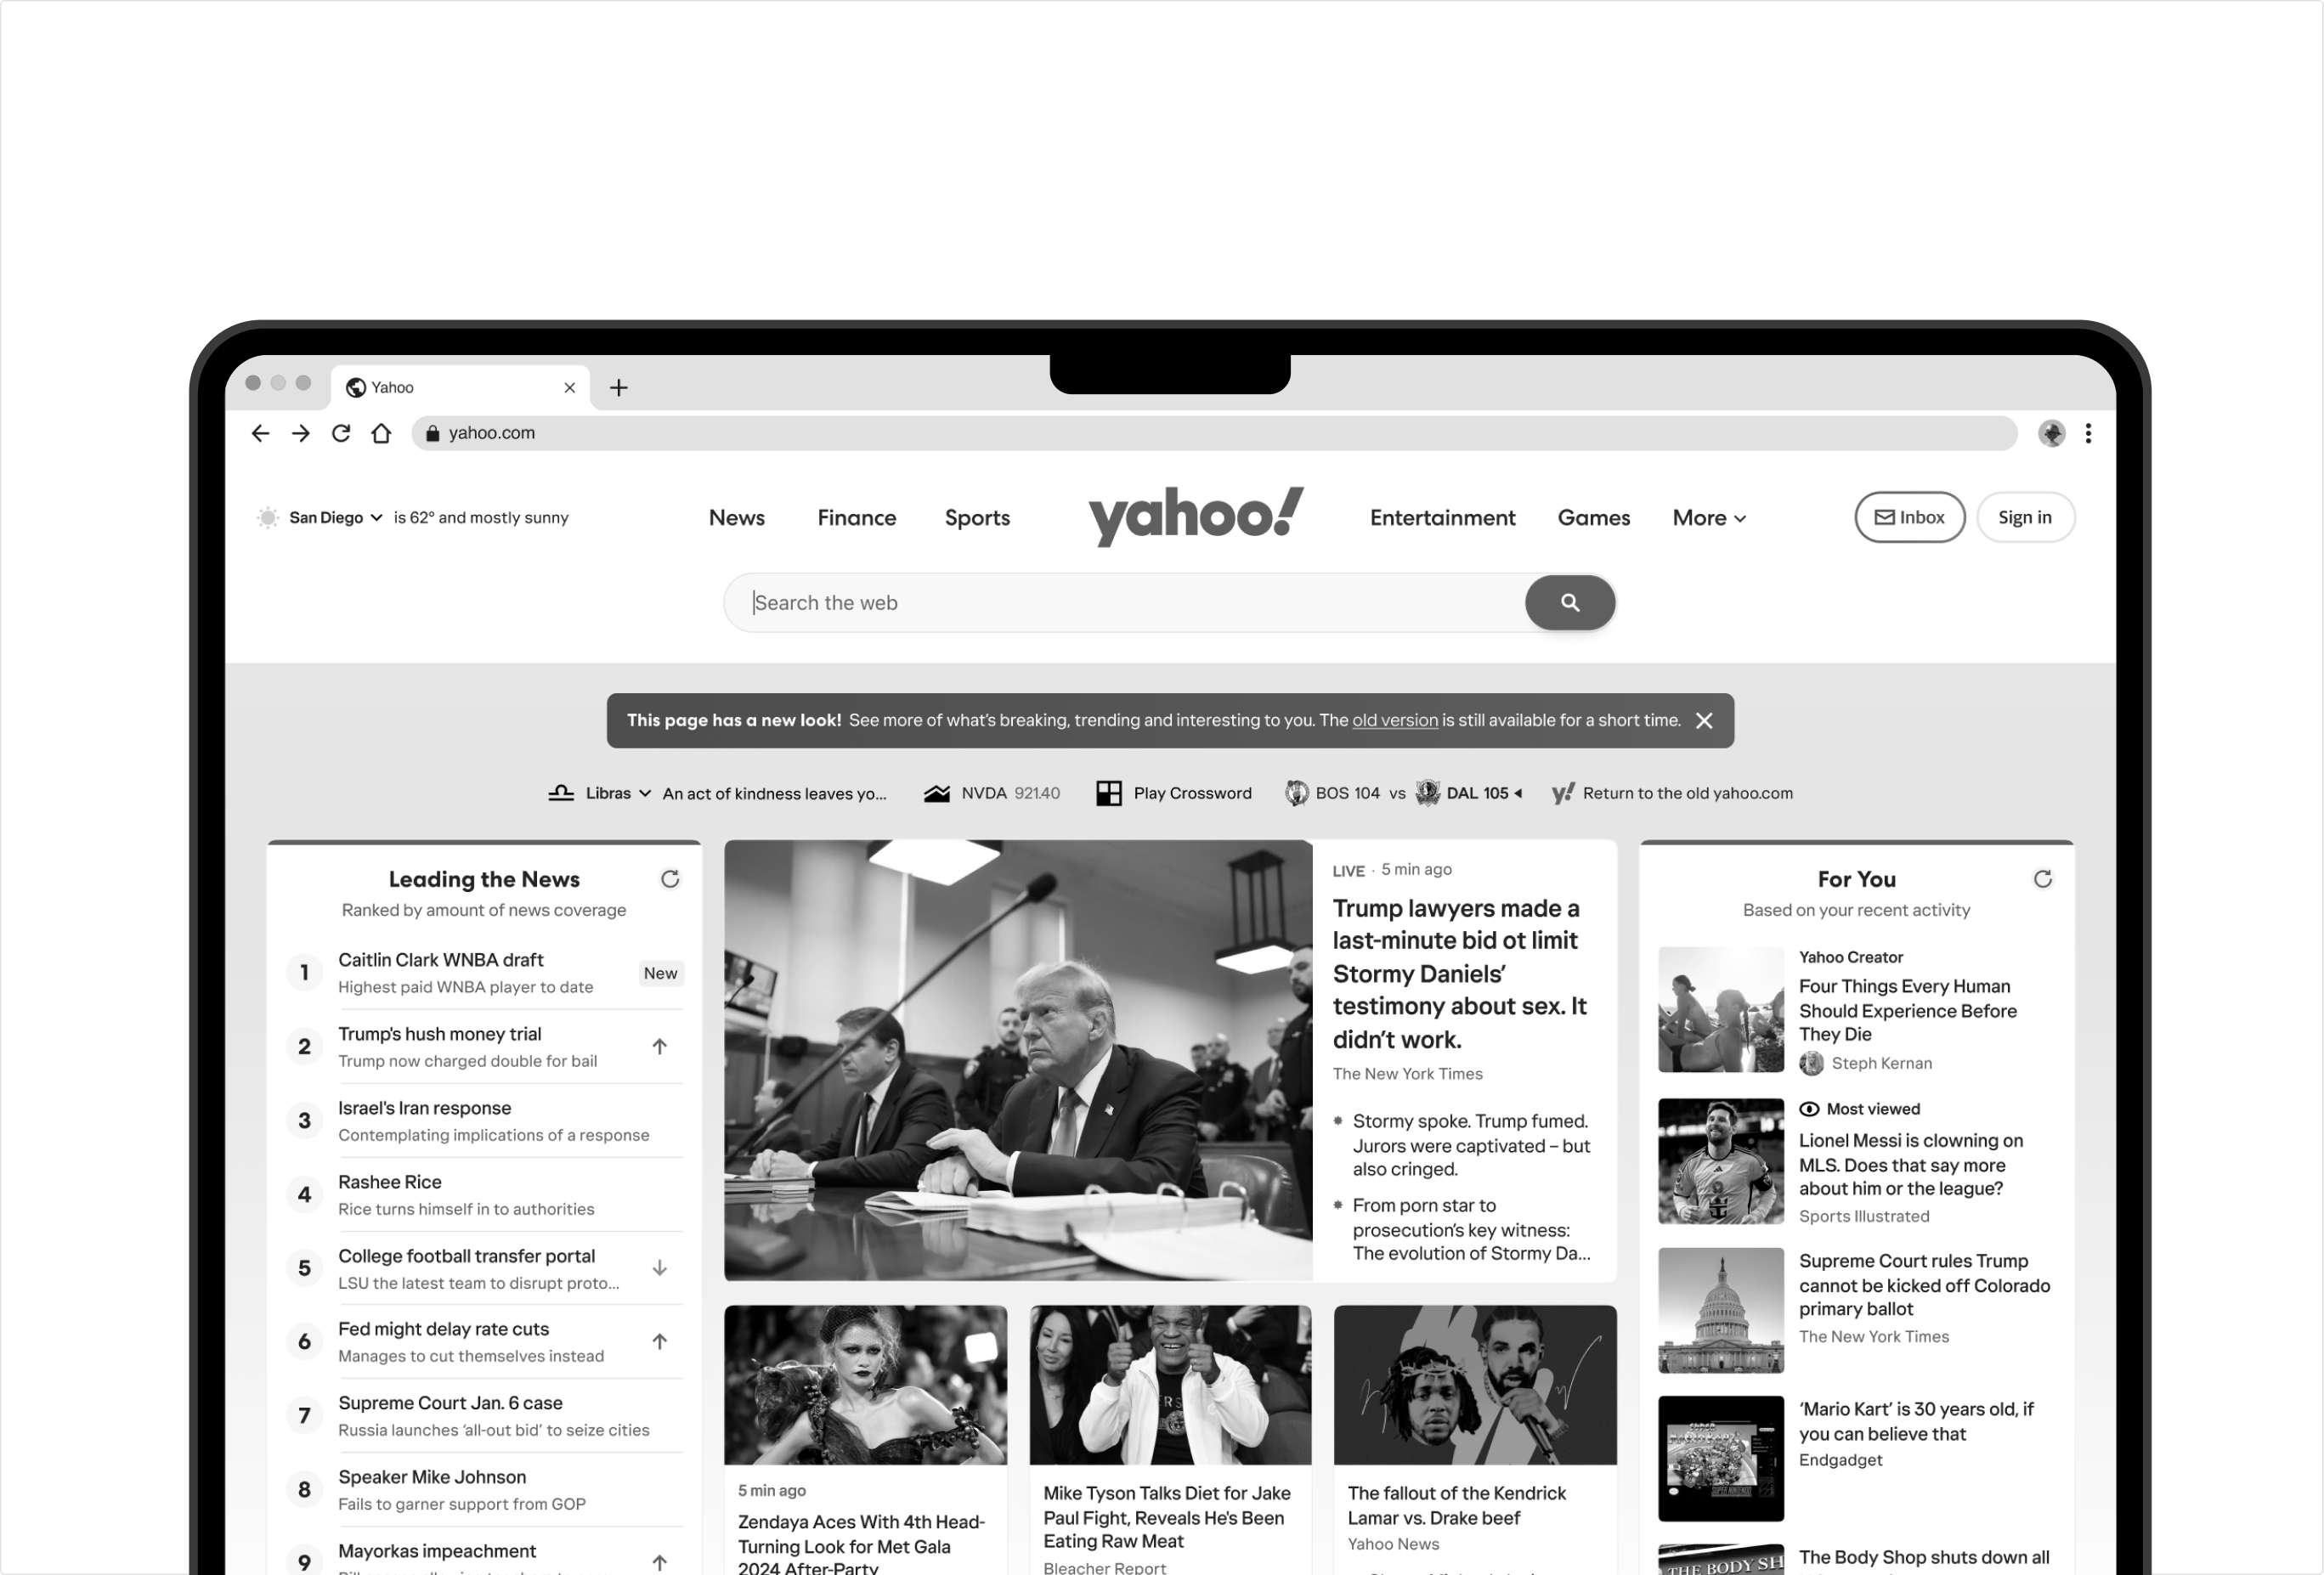 Yahoo
yahoo.com
San Diego is 62° and mostly sunny
News
Finance
Sports
yahoo!
Entertainment
Games
More
Inbox
Sign in
Search the web
This page has a new look! See more of what's breaking, trending and interesting to you. The old version is still available for a short time.
Libras An act of kindness leaves yo...
NVDA 921.40
Play Crossword
BOS 104 vs DAL 105
y! Return to the old yahoo.com
Leading the News
Ranked by amount of news coverage
1
Caitlin Clark WNBA draft
Highest paid WNBA player to date
New
2
Trump's hush money trial
Trump now charged double for bail
3
Israel's Iran response
Contemplating implications of a response
4
Rashee Rice
Rice turns himself in to authorities
5
College football transfer portal
LSU the latest team to disrupt proto...
6
Fed might delay rate cuts
Manages to cut themselves instead
7
Supreme Court Jan. 6 case
Russia launches ‘all-out bid’ to seize cities
8
Speaker Mike Johnson
Fails to garner support from GOP
9
Mayorkas impeachment
LIVE · 5 min ago
Trump lawyers made a
last-minute bid ot limit
Stormy Daniels’
testimony about sex. It
didn’t work.
The New York Times
Stormy spoke. Trump fumed.
Jurors were captivated – but
also cringed.
From porn star to
prosecution’s key witness:
The evolution of Stormy Da...
5 min ago
Zendaya Aces With 4th Head-
Turning Look for Met Gala
2024 After-Party
Mike Tyson Talks Diet for Jake
Paul Fight, Reveals He's Been
Eating Raw Meat
Bleacher Report
The fallout of the Kendrick
Lamar vs. Drake beef
Yahoo News
For You
Based on your recent activity
Yahoo Creator
Four Things Every Human
Should Experience Before
They Die
Steph Kernan
Most viewed
Lionel Messi is clowning on
MLS. Does that say more
about him or the league?
Sports Illustrated
Supreme Court rules Trump
cannot be kicked off Colorado
primary ballot
The New York Times
‘Mario Kart’ is 30 years old, if
you can believe that
Endgadget
THE BODY SH
The Body Shop shuts down all